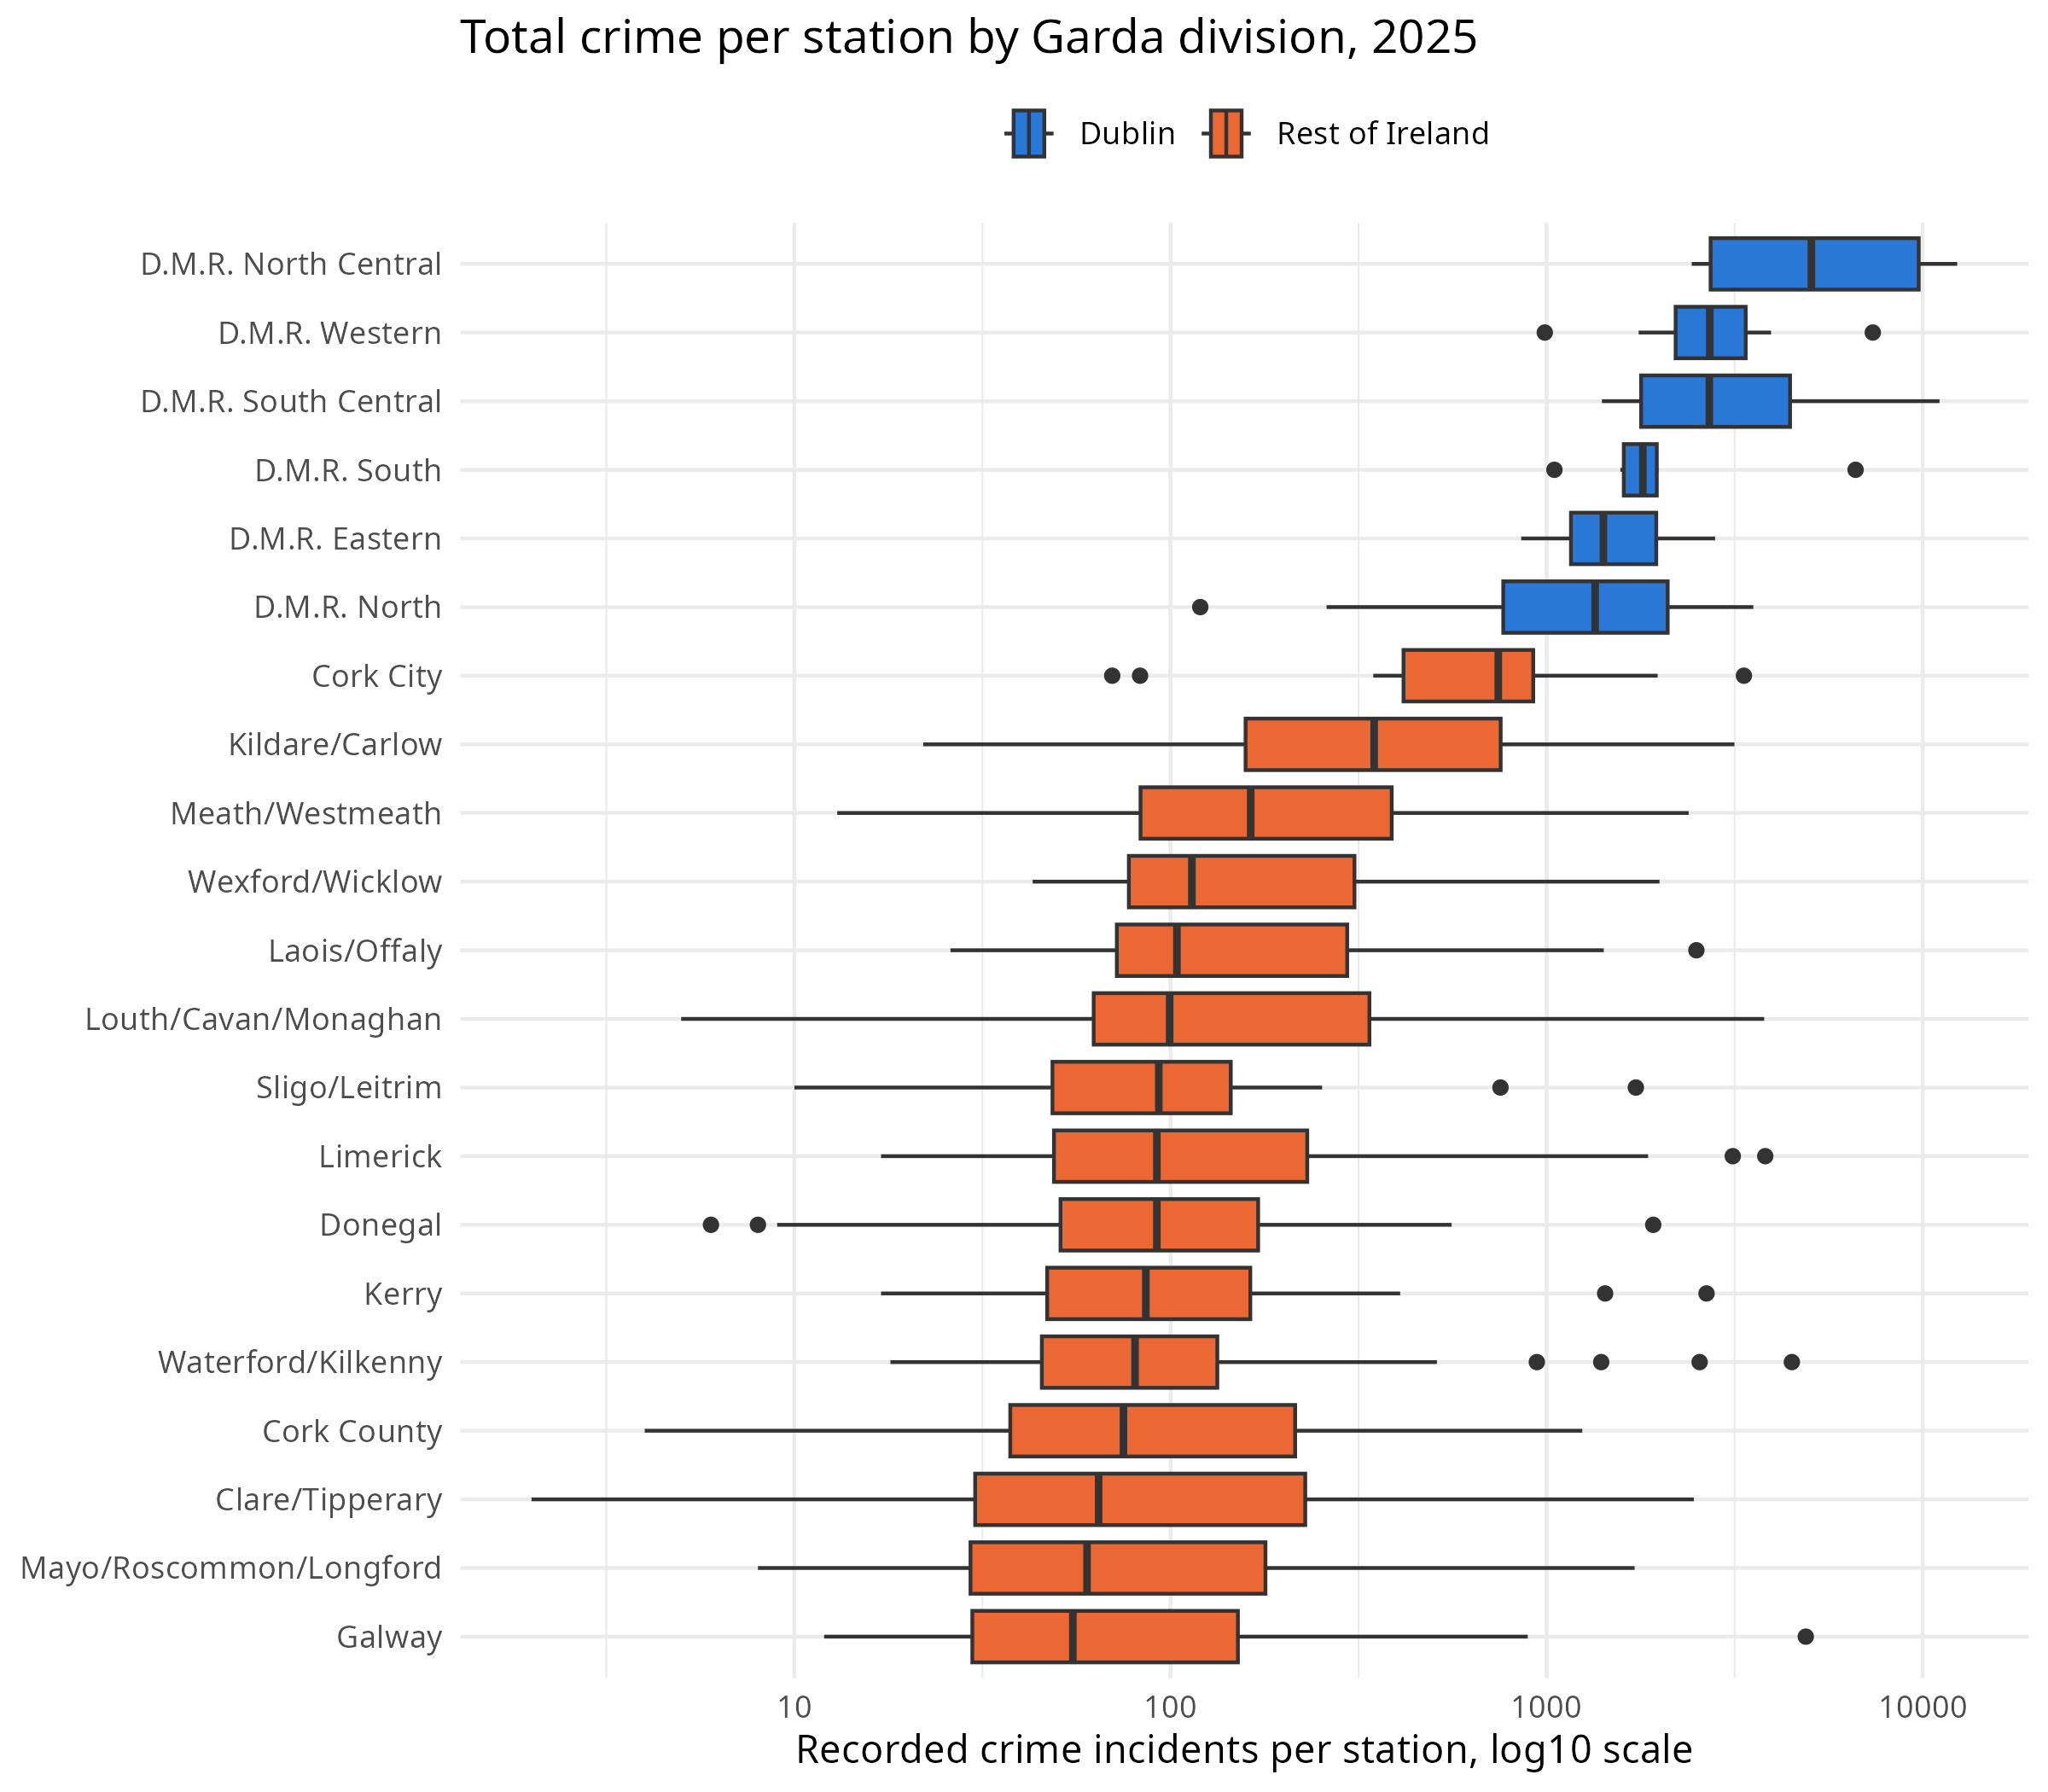 Total crime per station by Garda division, 2025
Dublin
Rest of Ireland
D.M.R. North Central
D.M.R. Western
D.M.R. South Central
D.M.R. South
D.M.R. Eastern
D.M.R. North
Cork City
Kildare/Carlow
Meath/Westmeath
Wexford/Wicklow
Laois/Offaly
Louth/Cavan/Monaghan
Sligo/Leitrim
Limerick
Donegal
Kerry
Waterford/Kilkenny
Cork County
Clare/Tipperary
Mayo/Roscommon/Longford
Galway
10 100 1000 10000
Recorded crime incidents per station, log10 scale